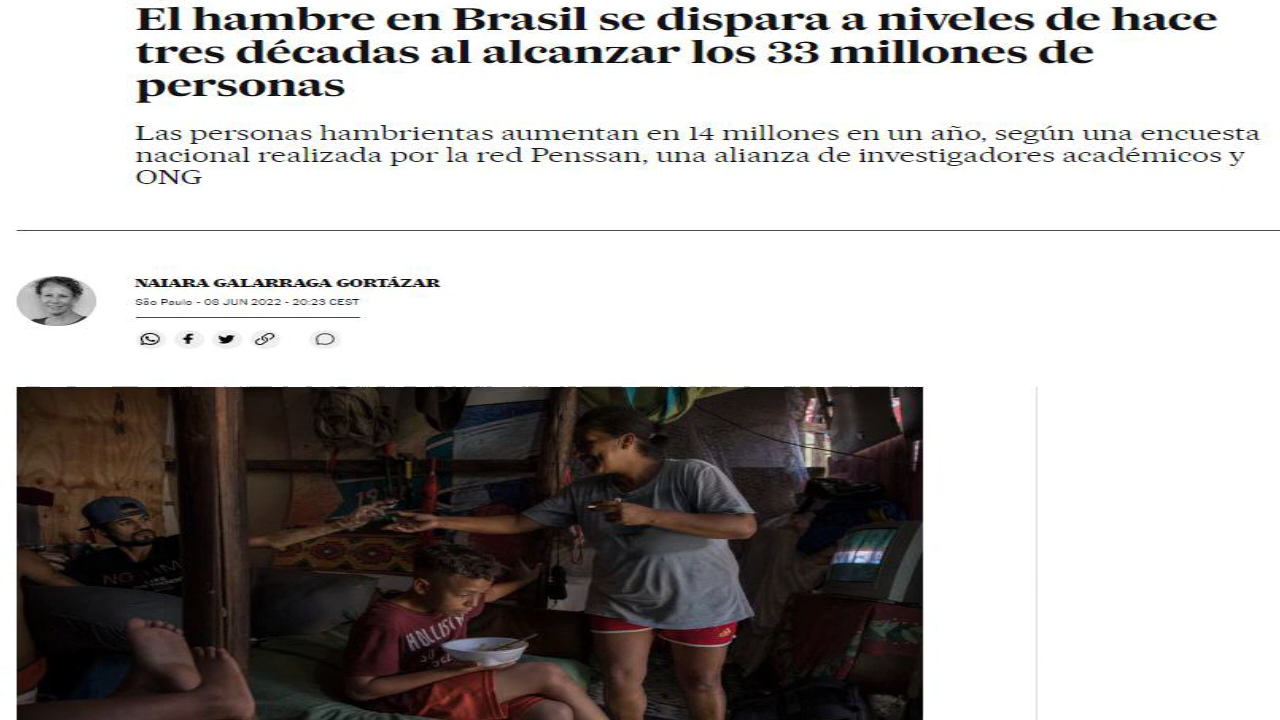 El hambre en Brasil se dispara a niveles de hace
tres décadas al alcanzar los 33 millones de
personas
Las personas hambrientas aumentan en 14 millones en un año, según una encuesta
nacional realizada por la red Penssan, una alianza de investigadores académicos y
ONG
NAIARA GALARRAGA GORTÁZAR
São Paulo - 08 JUN 2022 - 20:23 CEST
NO
HOLLISTER